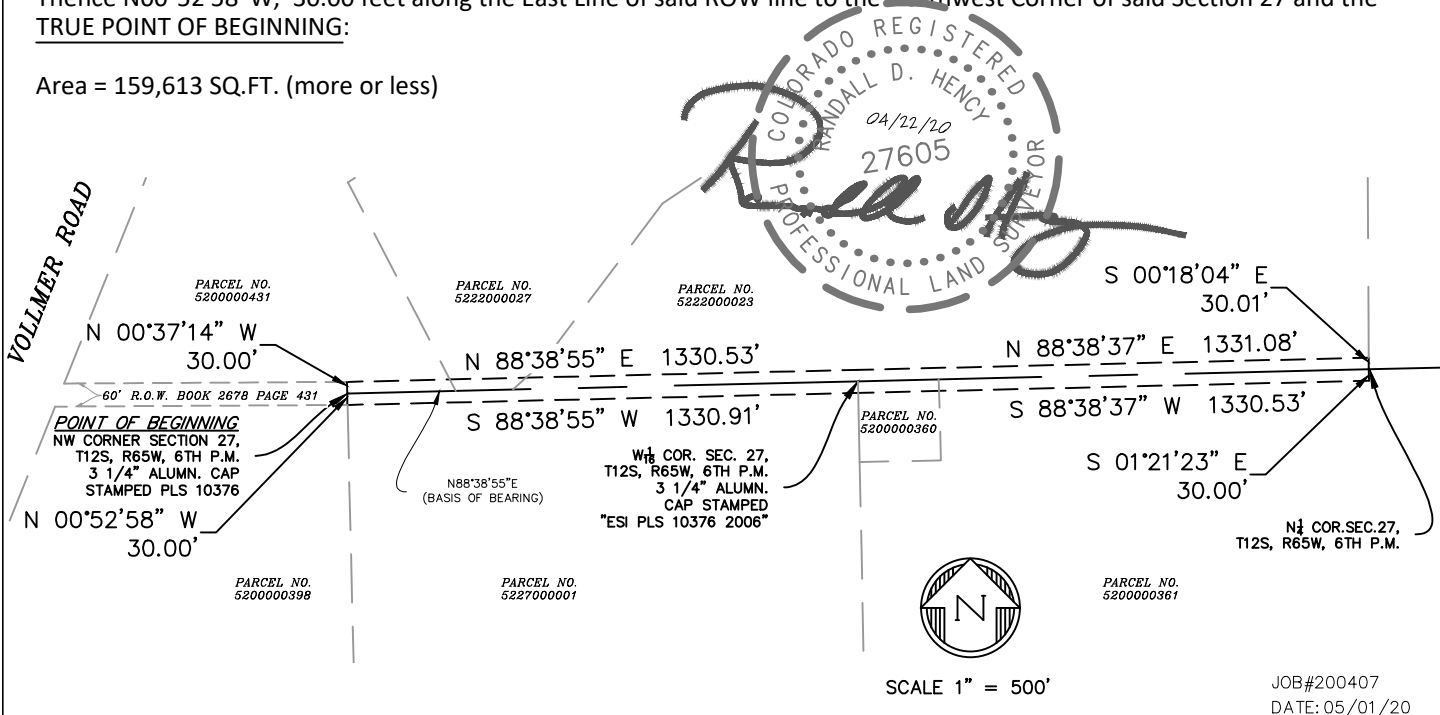 Thence N00°52'58"W, 30.00 feet along the East Line of said ROW line to the Northwest Corner of said Section 27 and the
TRUE POINT OF BEGINNING:
Area = 159,613 SQ.FT. (more or less)
COLORADO REGISTERED
RANDALL D. HENCY
04/22/20
27605
PROFESSIONAL LAND SURVEYOR
VOLLMER ROAD
PARCEL NO.
5200000431
PARCEL NO.
5222000027
PARCEL NO.
5222000023
S 00°18'04" E
30.01'
N 00°37'14" W
30.00'
N 88°38'55" E 1330.53'
N 88°38'37" E 1331.08'
60' R.O.W. BOOK 2678 PAGE 431
S 88°38'55" W 1330.91'
S 88°38'37" W 1330.53'
PARCEL NO.
5200000360
POINT OF BEGINNING
NW CORNER SECTION 27,
T12S, R65W, 6TH P.M.
3 1/4" ALUMN. CAP
STAMPED PLS 10376
N88°38'55"E
(BASIS OF BEARING)
W1/16 COR. SEC. 27,
T12S, R65W, 6TH P.M.
3 1/4" ALUMN.
CAP STAMPED
"ESI PLS 10376 2006"
S 01°21'23" E
30.00'
N 00°52'58" W
30.00'
N1/4 COR.SEC.27,
T12S, R65W, 6TH P.M.
PARCEL NO.
5200000398
PARCEL NO.
5227000001
PARCEL NO.
5200000361
N
SCALE 1" = 500'
JOB#200407
DATE: 05/01/20